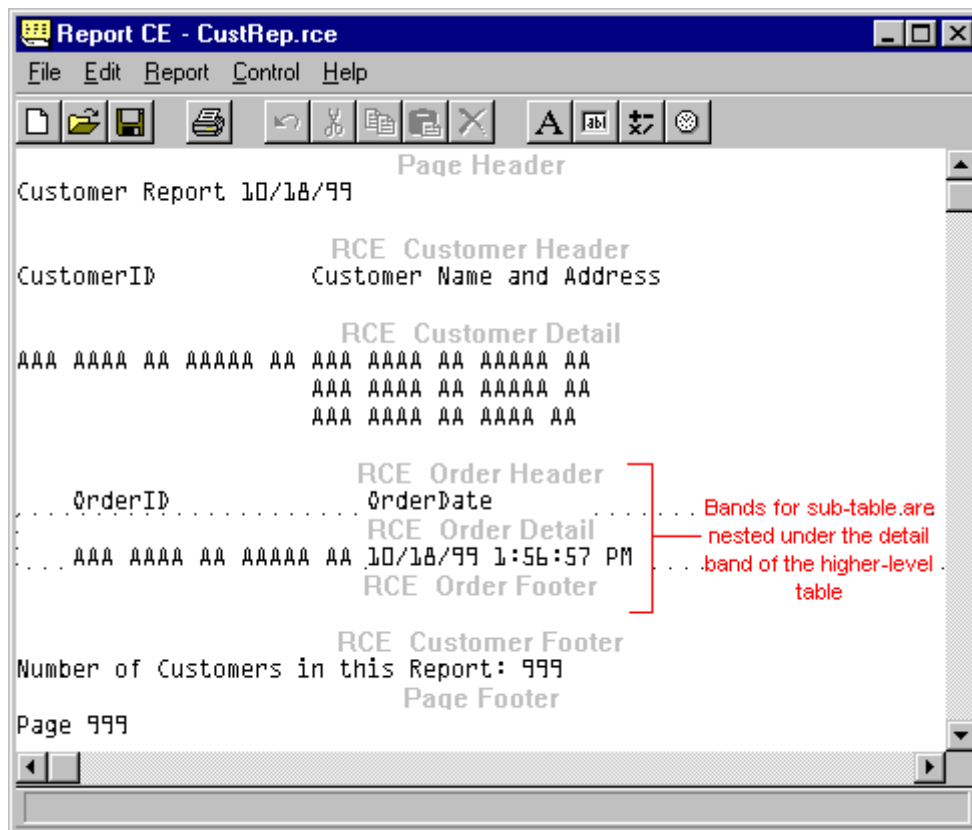 Report CE - CustRep.rce
File Edit Report Control Help
A ab|
Page Header
Customer Report 10/18/99
RCE Customer Header
CustomerID Customer Name and Address
RCE Customer Detail
AAA AAAA AA AAAAA AA AAA AAAA AA AAAAA AA
AAA AAAA AA AAAAA AA
AAA AAAA AA AAAA AA
RCE Order Header
OrderID OrderDate
RCE Order Detail
AAA AAAA AA AAAAA AA 10/18/99 1:56:57 PM
RCE Order Footer
Bands for sub-table are
nested under the detail
band of the higher-level
table
RCE Customer Footer
Number of Customers in this Report: 999
Page Footer
Page 999